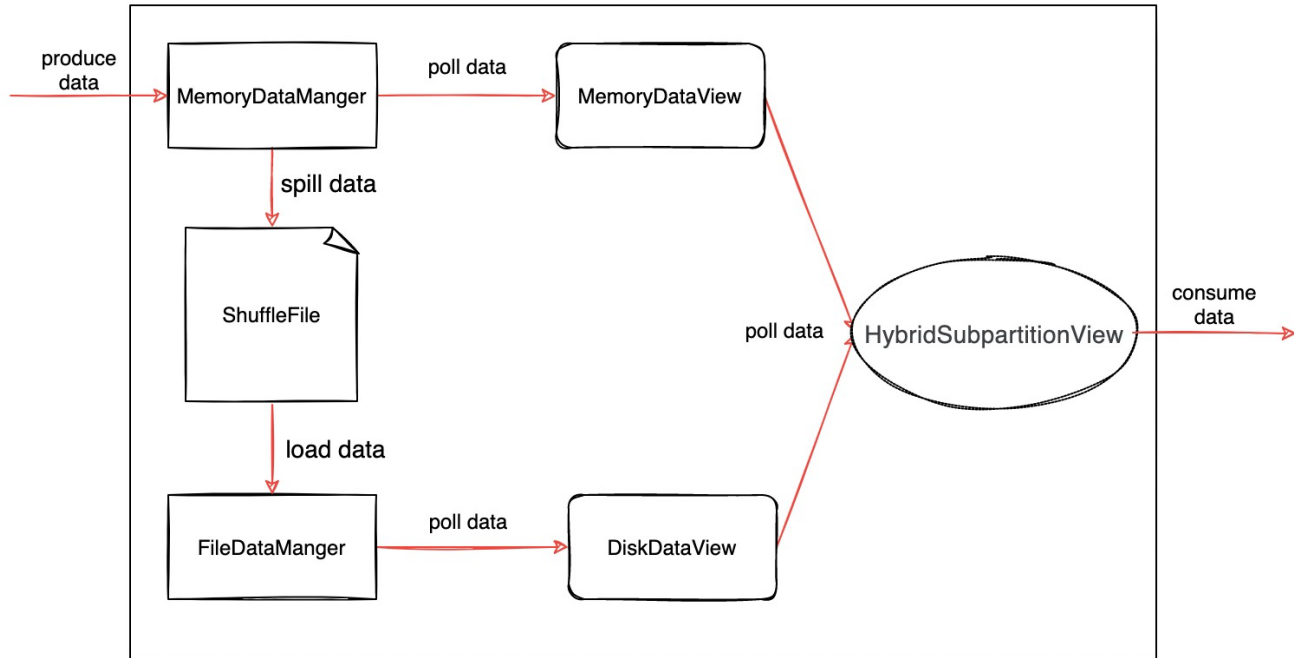 produce
data
MemoryDataManger
poll data
MemoryDataView
spill data
ShuffleFile
poll data
HybridSubpartitionView
consume
data
load data
FileDataManger
poll data
DiskDataView